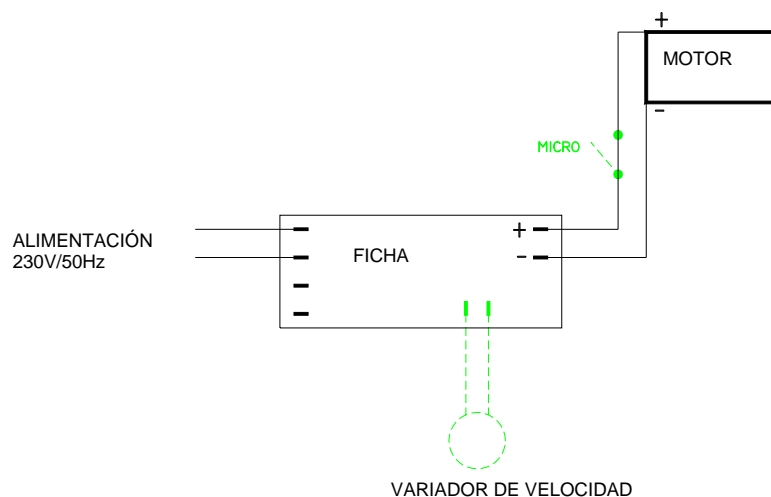 +
MOTOR
-
MICRO
ALIMENTACIÓN
230V/50Hz
FICHA
+
-
VARIADOR DE VELOCIDAD